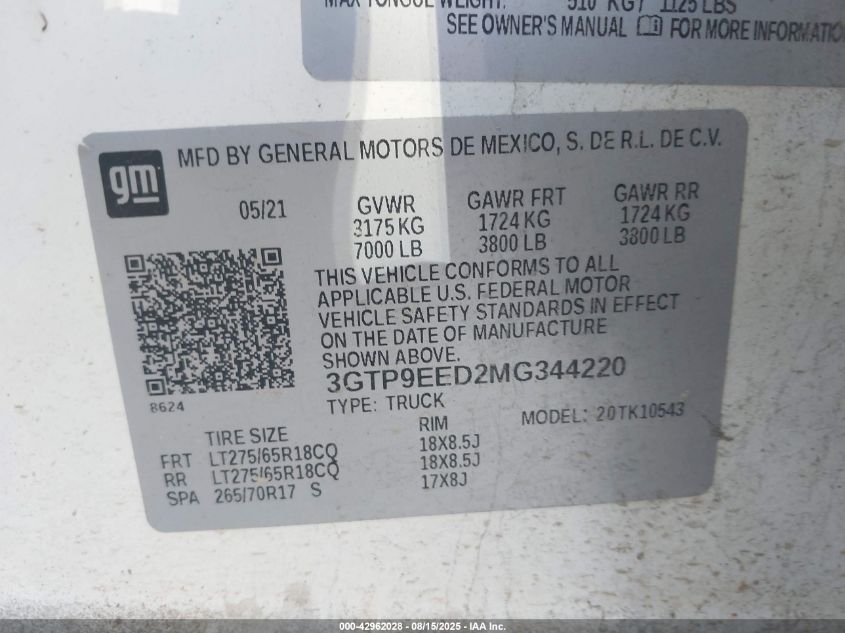 MAX TONGUE WEIGHT: 510 KG / 1125 LBS
SEE OWNER'S MANUAL FOR MORE INFORMATIO
gm
MFD BY GENERAL MOTORS DE MEXICO, S. DE R.L. DE C.V.
05/21 GVWR GAWR FRT GAWR RR
3175 KG 1724 KG 1724 KG
7000 LB 3800 LB 3800 LB
THIS VEHICLE CONFORMS TO ALL
APPLICABLE U.S. FEDERAL MOTOR
VEHICLE SAFETY STANDARDS IN EFFECT
ON THE DATE OF MANUFACTURE
SHOWN ABOVE.
3GTP9EED2MG344220
8624
TYPE: TRUCK MODEL: 20TK10543
TIRE SIZE RIM
FRT LT275/65R18CQ 18X8.5J
RR LT275/65R18CQ 18X8.5J
SPA 265/70R17 S 17X8J
000-42962028 - 08/15/2025 - IAA Inc.